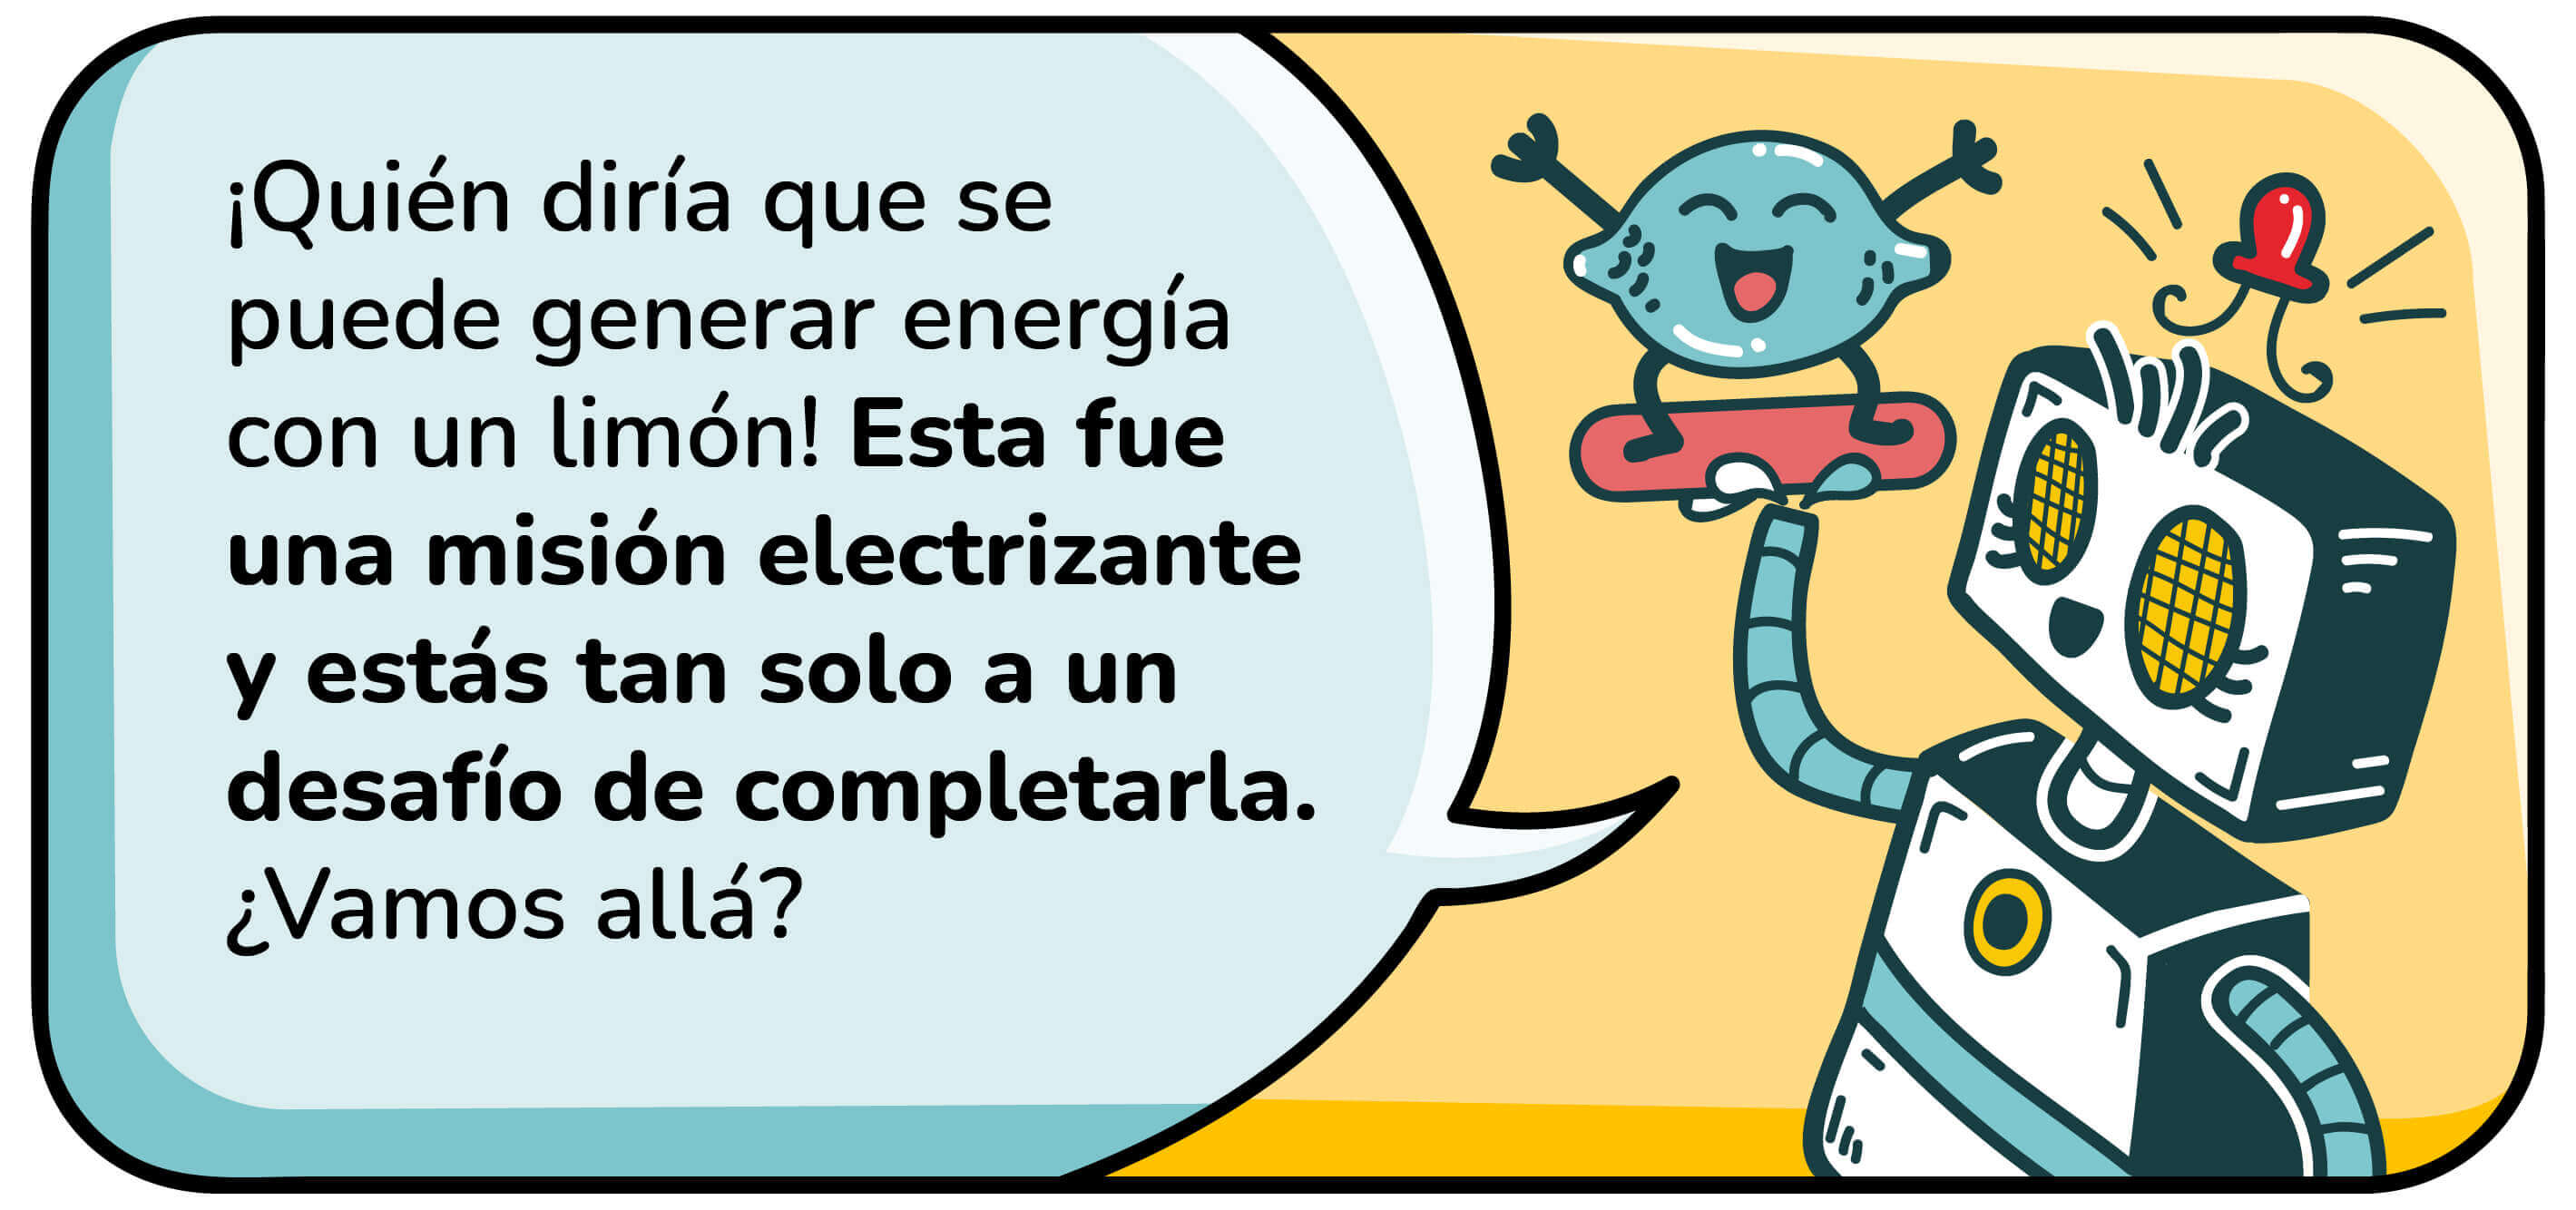 ¡Quién diría que se
puede generar energía
con un limón! Esta fue
una misión electrizante
y estás tan solo a un
desafío de completarla.
¿Vamos allá?